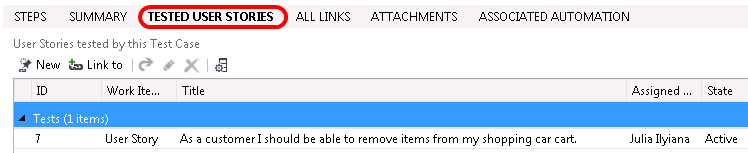 STEPS SUMMARY TESTED USER STORIES ALL LINKS ATTACHMENTS ASSOCIATED AUTOMATION
User Stories tested by this Test Case
New Link to
ID Work Ite... Title Assigned ... State
Tests (1 items)
7 User Story As a customer I should be able to remove items from my shopping car cart. Julia Ilyiana Active